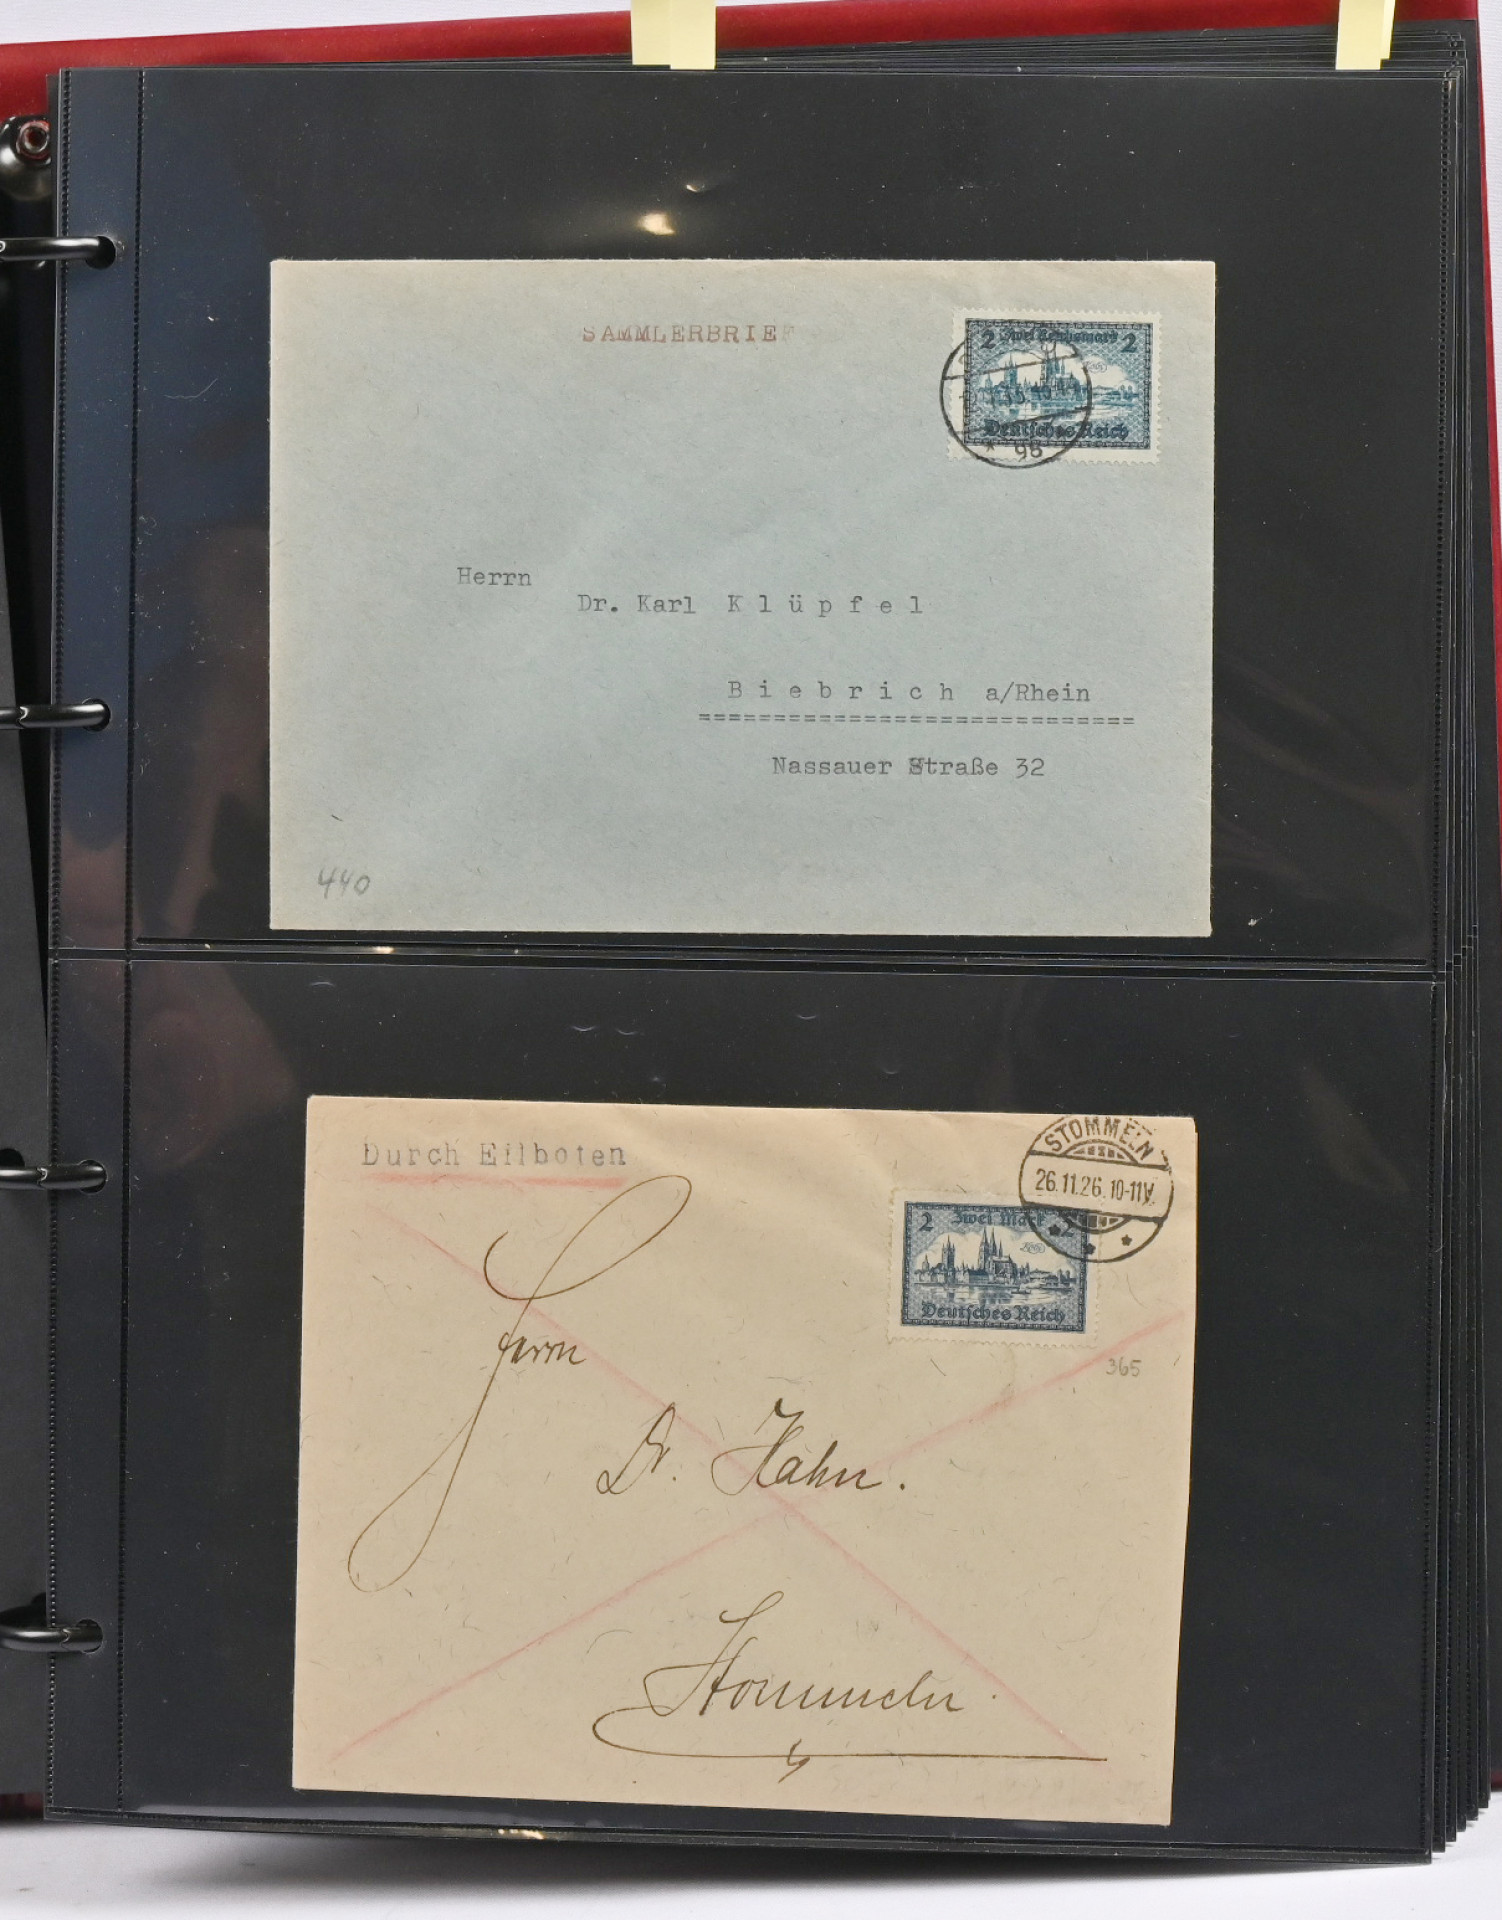 SAMMLERBRIEF
2 Zwei Reichsmark 2
Deutsches Reich
* 96
Herrn
Dr. Karl Klüpfel
Biebrich a/Rhein
=============================
Nassauer Straße 32
440
Durch Eilboten
STOMMELN
26.11.26. 10-11V.
2 Zwei Mark 2
Deutsches Reich
365
Herrn
Dr. Hahn.
Stommeln.